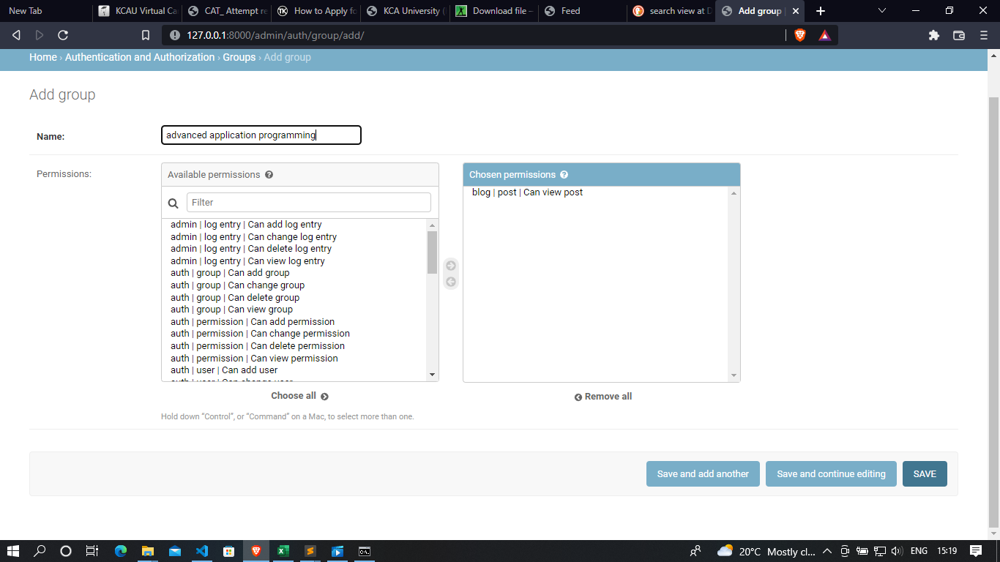 New Tab
KCAU Virtual Ca
CAT_ Attempt re
How to Apply fo
KCA University (
Download file –
Feed
search view at D
Add group |
127.0.0.1:8000/admin/auth/group/add/
Home › Authentication and Authorization › Groups › Add group
Add group
Name:
advanced application programming
Permissions:
Available permissions
Filter
admin | log entry | Can add log entry
admin | log entry | Can change log entry
admin | log entry | Can delete log entry
admin | log entry | Can view log entry
auth | group | Can add group
auth | group | Can change group
auth | group | Can delete group
auth | group | Can view group
auth | permission | Can add permission
auth | permission | Can change permission
auth | permission | Can delete permission
auth | permission | Can view permission
auth | user | Can add user
auth | user | Can change user
Choose all
Chosen permissions
blog | post | Can view post
Remove all
Hold down “Control”, or “Command” on a Mac, to select more than one.
Save and add another
Save and continue editing
SAVE
20°C Mostly cl...
ENG
15:19